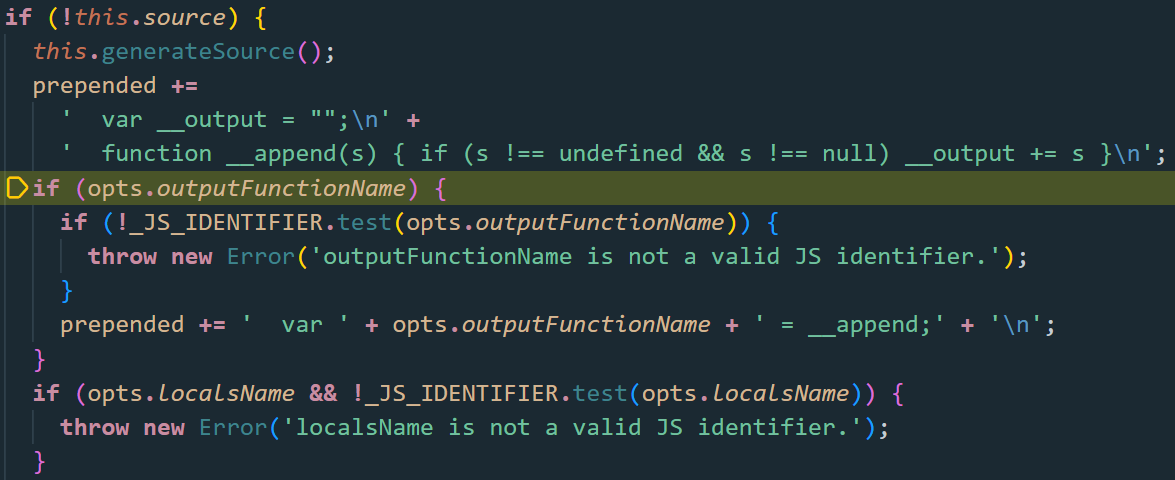 if (!this.source) {
this.generateSource();
prepended +=
'  var __output = "";\n' +
'  function __append(s) { if (s !== undefined && s !== null) __output += s }\n';
if (opts.outputFunctionName) {
if (!_JS_IDENTIFIER.test(opts.outputFunctionName)) {
throw new Error('outputFunctionName is not a valid JS identifier.');
}
prepended += '  var ' + opts.outputFunctionName + ' = __append;' + '\n';
}
if (opts.localsName && !_JS_IDENTIFIER.test(opts.localsName)) {
throw new Error('localsName is not a valid JS identifier.');
}